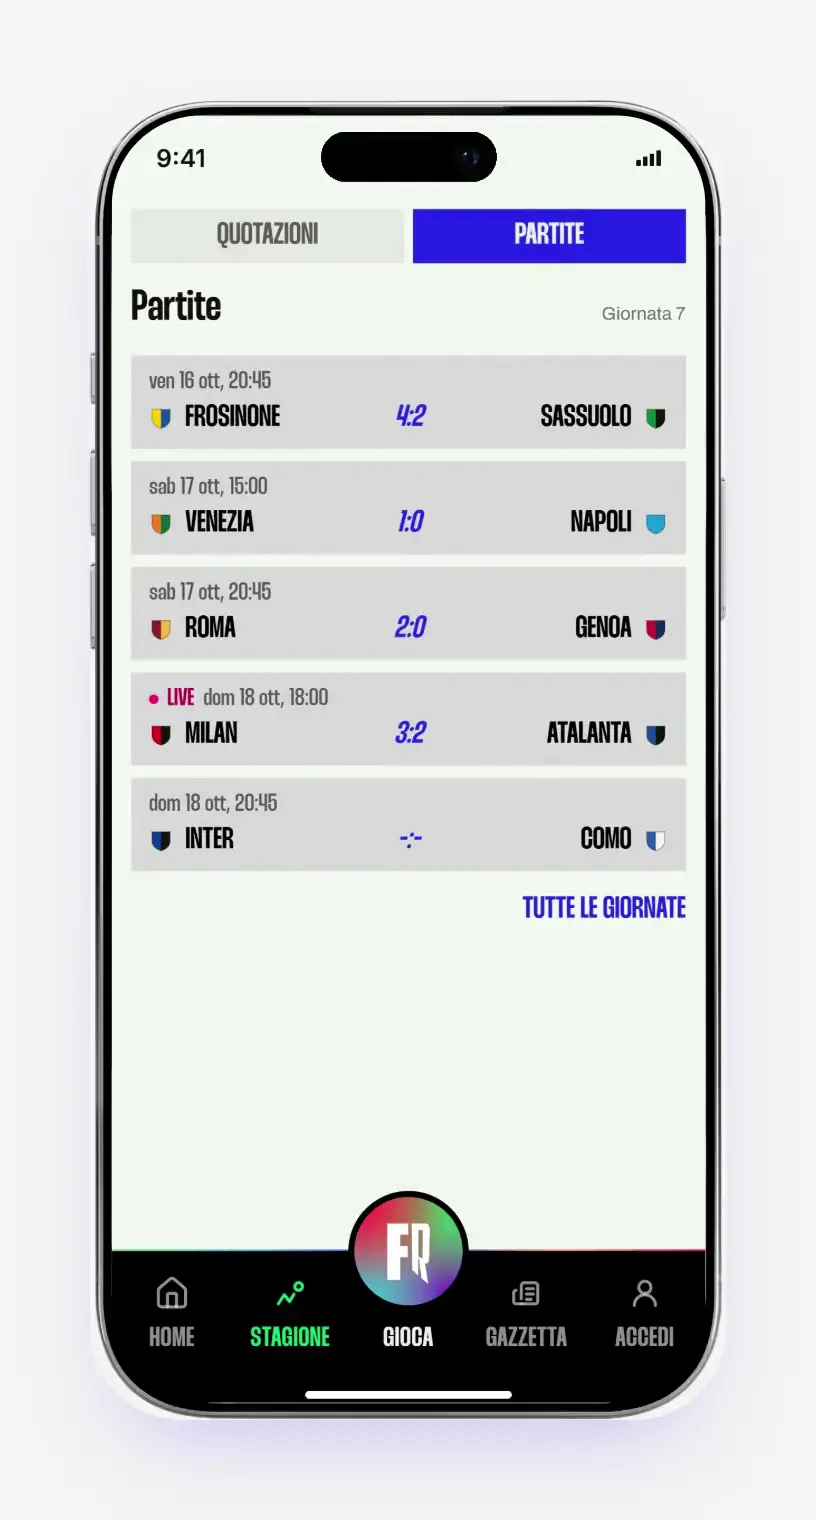 9:41
QUOTAZIONI
PARTITE
Partite
Giornata 7
ven 16 ott, 20:45
FROSINONE 4:2 SASSUOLO
sab 17 ott, 15:00
VENEZIA 1:0 NAPOLI
sab 17 ott, 20:45
ROMA 2:0 GENOA
LIVE dom 18 ott, 18:00
MILAN 3:2 ATALANTA
dom 18 ott, 20:45
INTER -:- COMO
TUTTE LE GIORNATE
FR
HOME STAGIONE GIOCA GAZZETTA ACCEDI